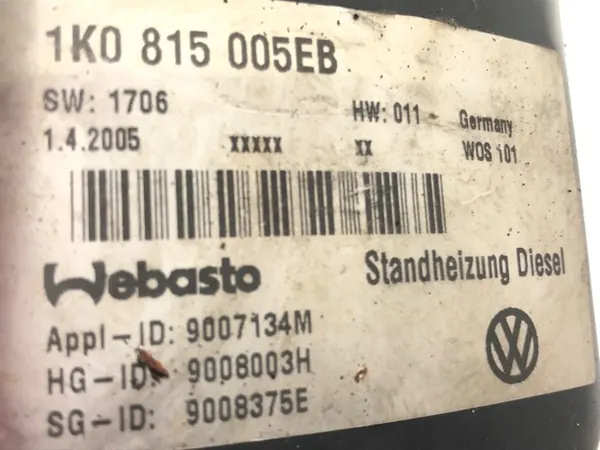 1K0 815 005EB
SW: 1706 HW: 011 Germany
1.4.2005 XXXXX XX WOS 101
Webasto Standheizung Diesel
Appl-ID: 9007134M
HG-ID: 9008003H
SG-ID: 9008375E